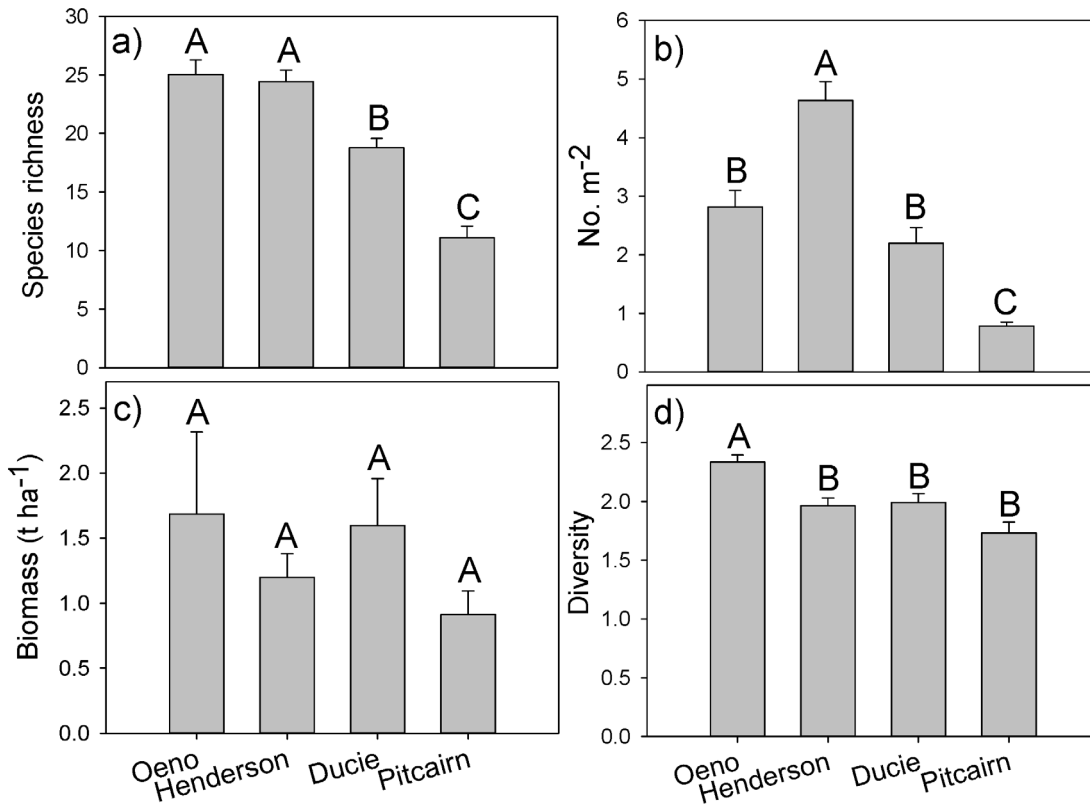 a)
Species richness
30
25
20
15
10
5
0
A
A
B
C
b)
No. m⁻²
6
5
4
3
2
1
0
B
A
B
C
c)
Biomass (t ha⁻¹)
2.5
2.0
1.5
1.0
0.5
0.0
A
A
A
A
Oeno
Henderson
Ducie
Pitcairn
d)
Diversity
2.5
2.0
1.5
1.0
0.5
0.0
A
B
B
B
Oeno
Henderson
Ducie
Pitcairn